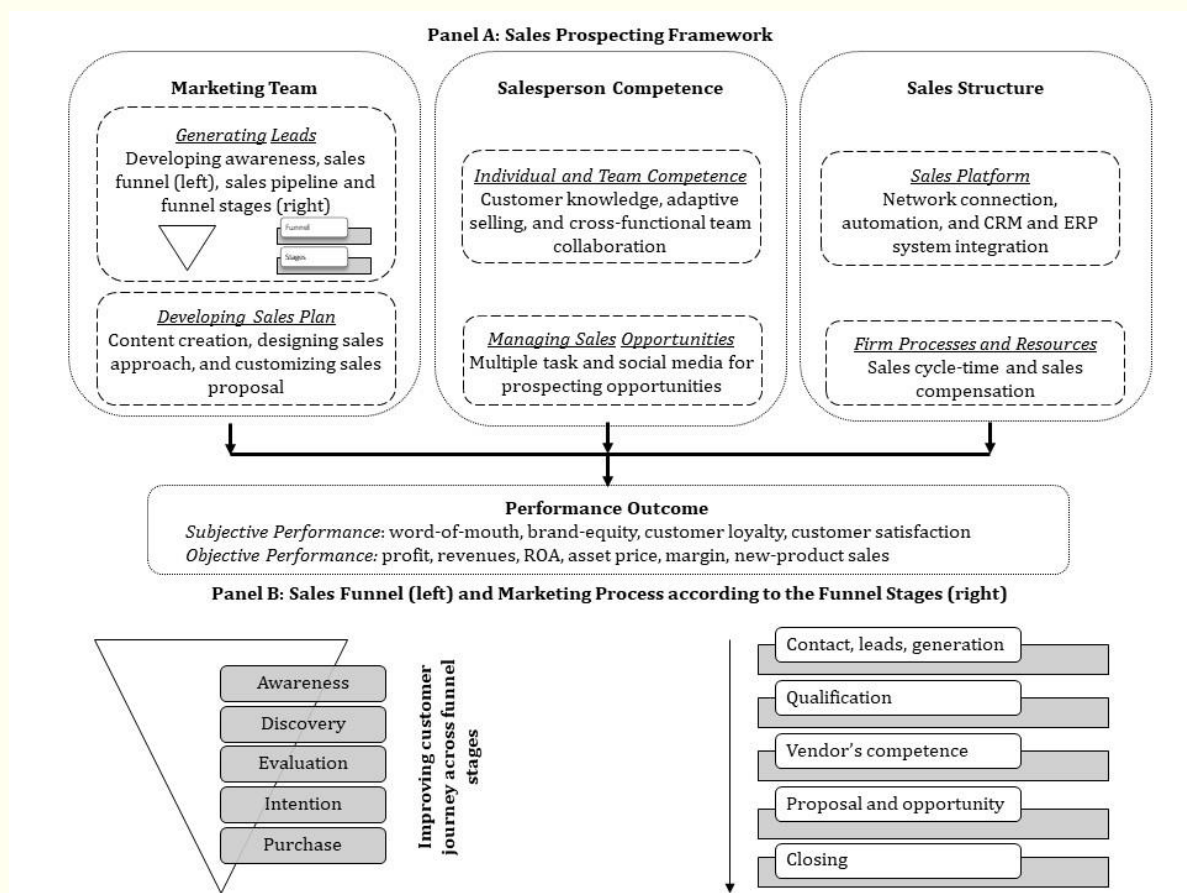 Panel A: Sales Prospecting Framework
Marketing Team
Generating Leads
Developing awareness, sales
funnel (left), sales pipeline and
funnel stages (right)
Funnel
Stages
Developing Sales Plan
Content creation, designing sales
approach, and customizing sales
proposal
Salesperson Competence
Individual and Team Competence
Customer knowledge, adaptive
selling, and cross-functional team
collaboration
Managing Sales Opportunities
Multiple task and social media for
prospecting opportunities
Sales Structure
Sales Platform
Network connection,
automation, and CRM and ERP
system integration
Firm Processes and Resources
Sales cycle-time and sales
compensation
Performance Outcome
Subjective Performance: word-of-mouth, brand-equity, customer loyalty, customer satisfaction
Objective Performance: profit, revenues, ROA, asset price, margin, new-product sales
Panel B: Sales Funnel (left) and Marketing Process according to the Funnel Stages (right)
Awareness
Discovery
Evaluation
Intention
Purchase
Improving customer
journey across funnel
stages
Contact, leads, generation
Qualification
Vendor's competence
Proposal and opportunity
Closing